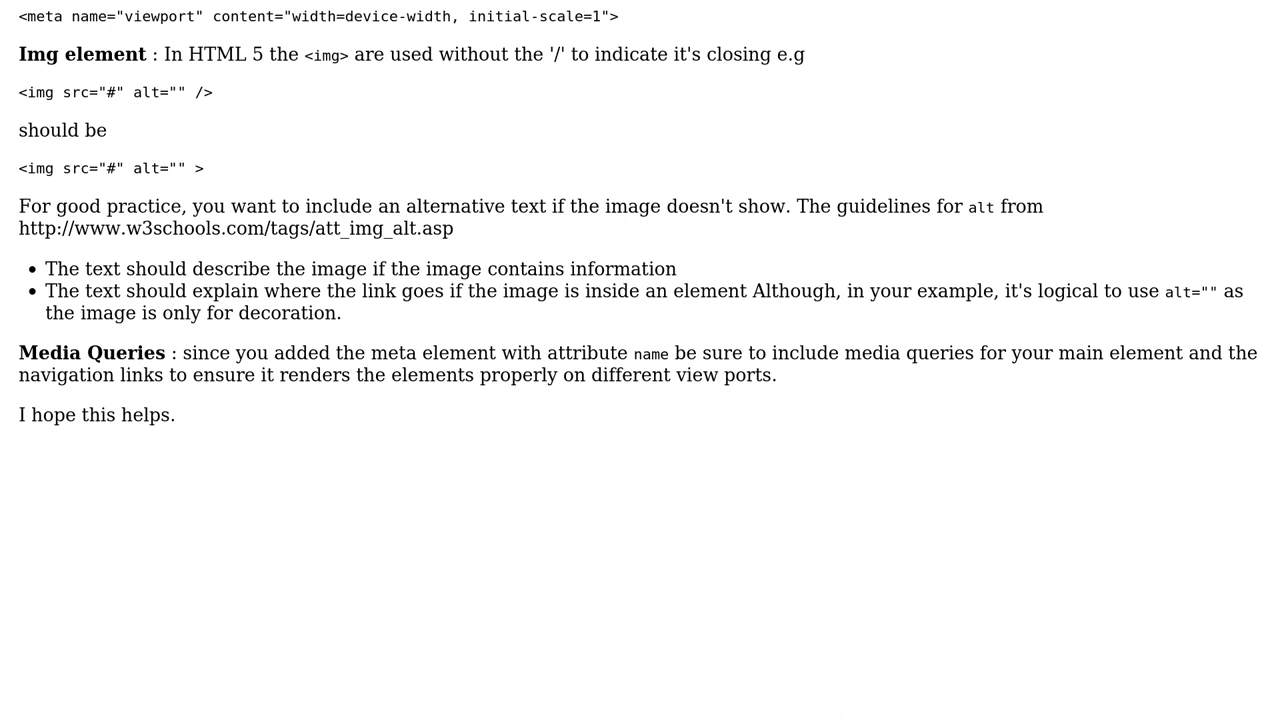 <meta name="viewport" content="width=device-width, initial-scale=1">
Img element : In HTML 5 the <img> are used without the '/' to indicate it's closing e.g
<img src="#" alt="" />
should be
<img src="#" alt="" >
For good practice, you want to include an alternative text if the image doesn't show. The guidelines for alt from
http://www.w3schools.com/tags/att_img_alt.asp
• The text should describe the image if the image contains information
• The text should explain where the link goes if the image is inside an element Although, in your example, it's logical to use alt="" as
the image is only for decoration.
Media Queries : since you added the meta element with attribute name be sure to include media queries for your main element and the
navigation links to ensure it renders the elements properly on different view ports.
I hope this helps.